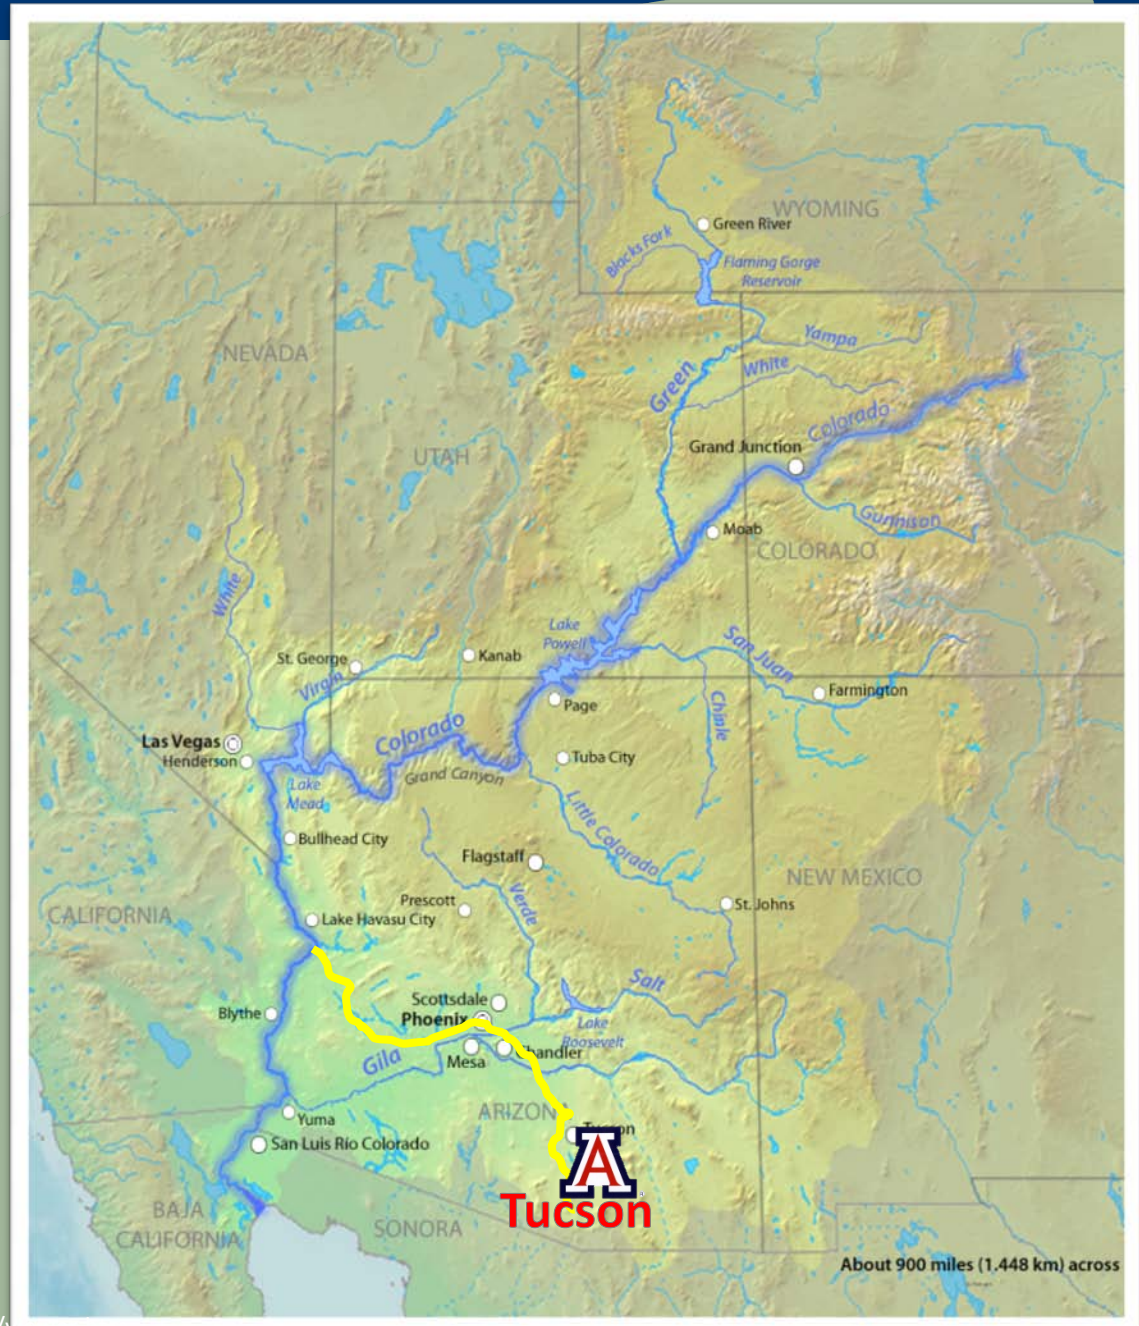 WYOMING
Green River
Blacks Fork
Flaming Gorge
Reservoir
Yampa
NEVADA
White
Green
Colorado
UTAH
Grand Junction
Gunnison
Moab
COLORADO
White
Lake
Powell
San Juan
St. George
Kanab
Virgin
Farmington
Page
Chinle
Las Vegas
Colorado
Henderson
Tuba City
Grand Canyon
Lake
Mead
Little Colorado
Bullhead City
Flagstaff
NEW MEXICO
Prescott
Verde
St. Johns
CALIFORNIA
Lake Havasu City
Salt
Scottsdale
Blythe
Phoenix
Lake
Roosevelt
Gila
Mesa
Chandler
ARIZONA
Yuma
Tucson
San Luis Río Colorado
A
Tucson
BAJA
CALIFORNIA
SONORA
About 900 miles (1.448 km) across